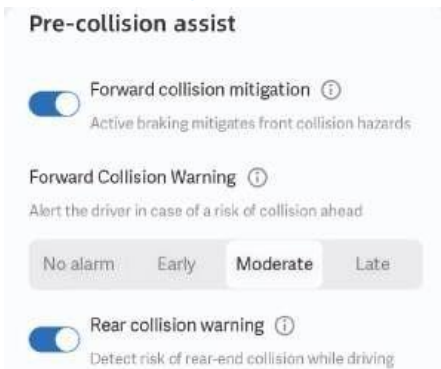 Pre-collision assist
Forward collision mitigation
Active braking mitigates front collision hazards
Forward Collision Warning
Alert the driver in case of a risk of collision ahead
No alarm Early Moderate Late
Rear collision warning
Detect risk of rear-end collision while driving